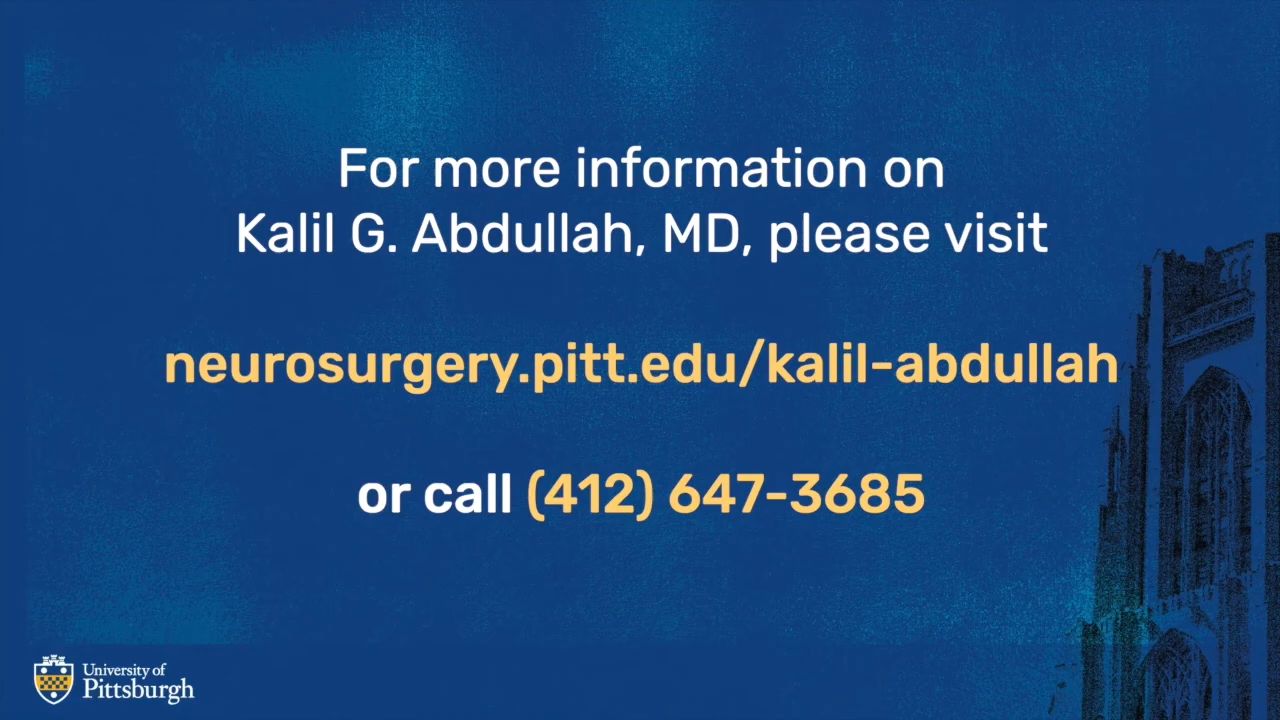 For more information on
Kalil G. Abdullah, MD, please visit
neurosurgery.pitt.edu/kalil-abdullah
or call (412) 647-3685
University of
Pittsburgh